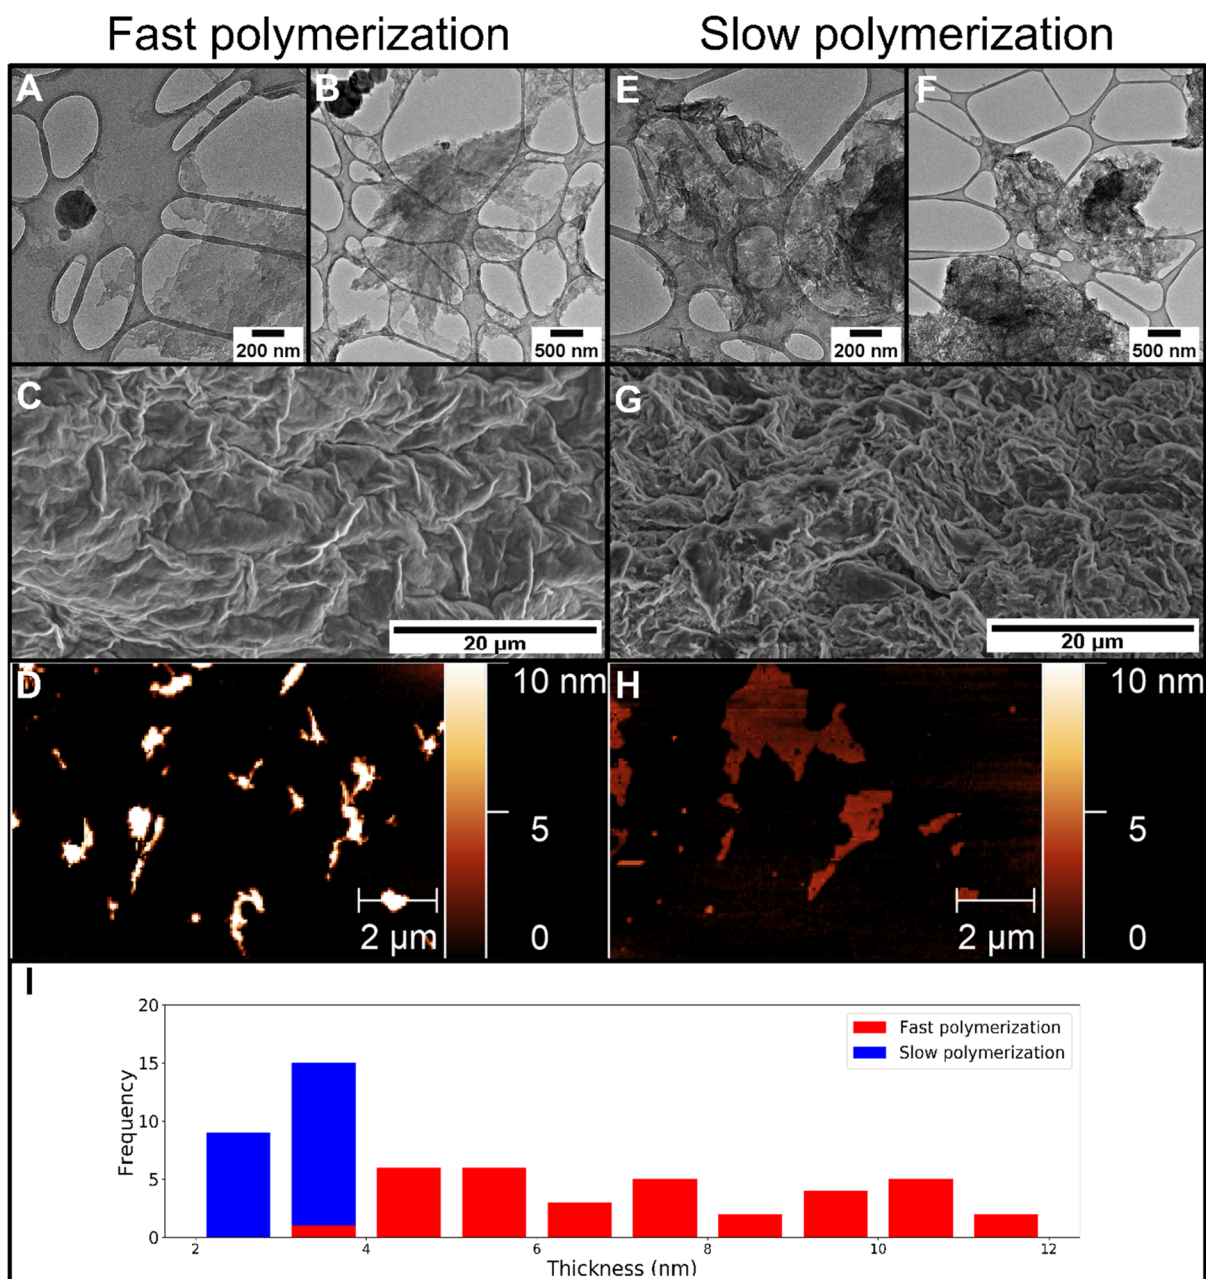 Fast polymerization
Slow polymerization
A
B
E
F
200 nm
500 nm
200 nm
500 nm
C
G
20 µm
20 µm
D
10 nm
H
10 nm
5
5
2 µm
0
2 µm
0
I
20
15
10
5
0
Frequency
Fast polymerization
Slow polymerization
2
4
6
8
10
12
Thickness (nm)